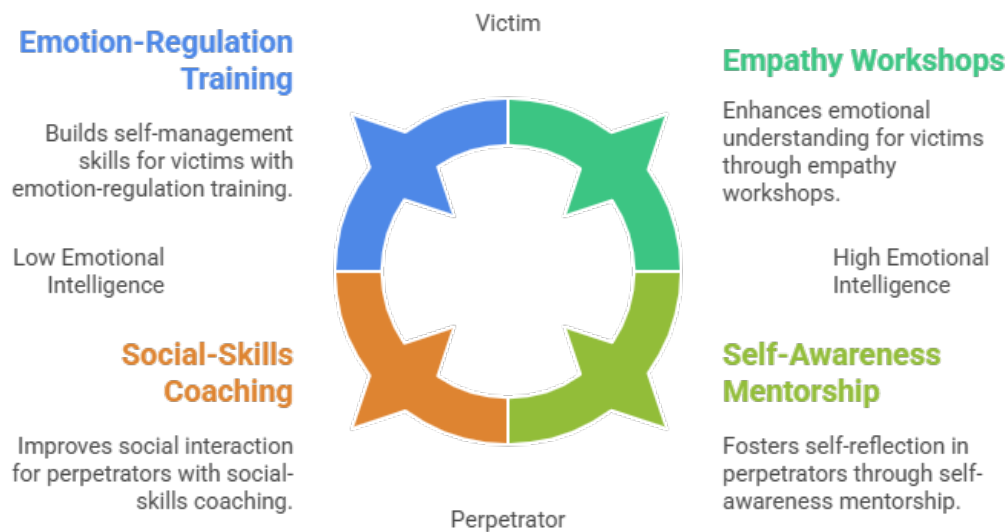 Victim
Emotion-Regulation
Training
Builds self-management
skills for victims with
emotion-regulation training.
Empathy Workshops
Enhances emotional
understanding for victims
through empathy
workshops.
Low Emotional
Intelligence
High Emotional
Intelligence
Social-Skills
Coaching
Improves social interaction
for perpetrators with social-
skills coaching.
Self-Awareness
Mentorship
Fosters self-reflection in
perpetrators through self-
awareness mentorship.
Perpetrator